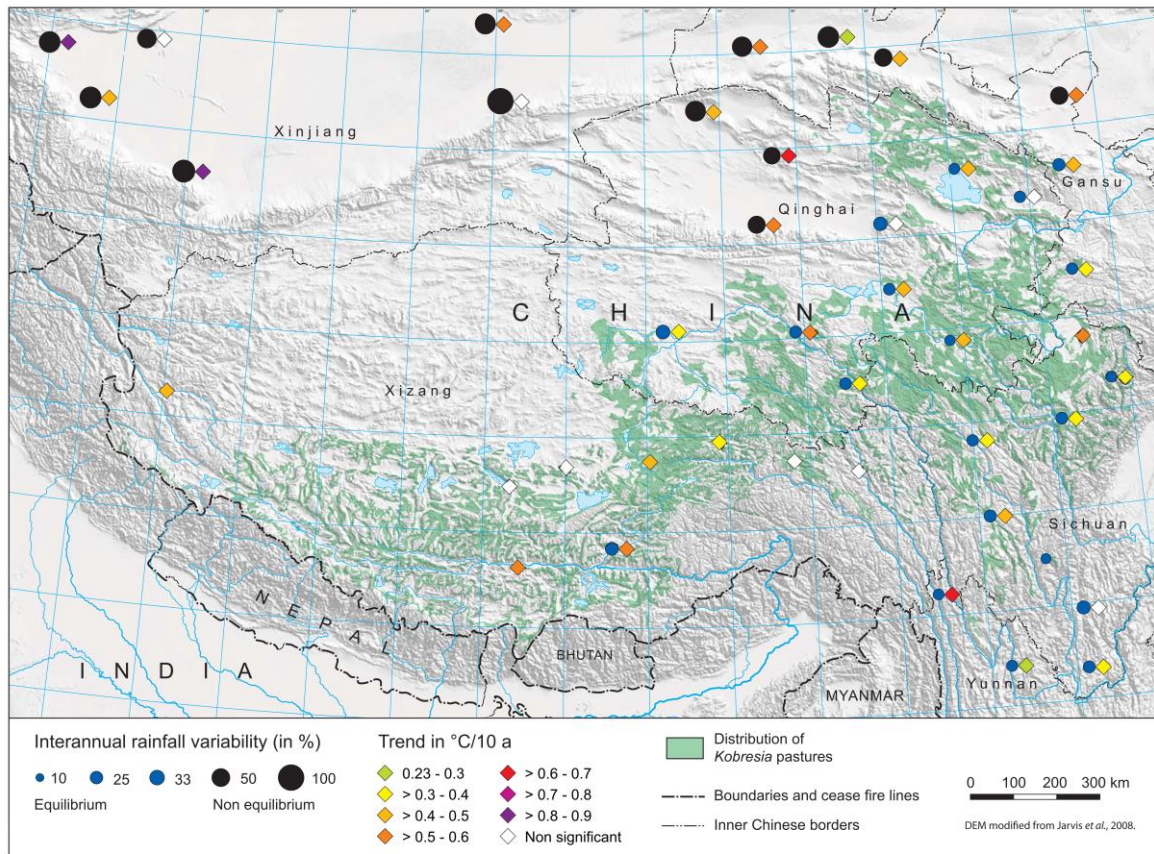 Xinjiang
Gansu
Qinghai
C H I N A
Xizang
Sichuan
NEPAL
INDIA
BHUTAN
MYANMAR
Yunnan
Interannual rainfall variability (in %)
10 25 33 50 100
Equilibrium Non equilibrium
Trend in °C/10 a
0.23 - 0.3
> 0.3 - 0.4
> 0.4 - 0.5
> 0.5 - 0.6
> 0.6 - 0.7
> 0.7 - 0.8
> 0.8 - 0.9
Non significant
Distribution of
Kobresia pastures
Boundaries and cease fire lines
Inner Chinese borders
0 100 200 300 km
DEM modified from Jarvis et al., 2008.